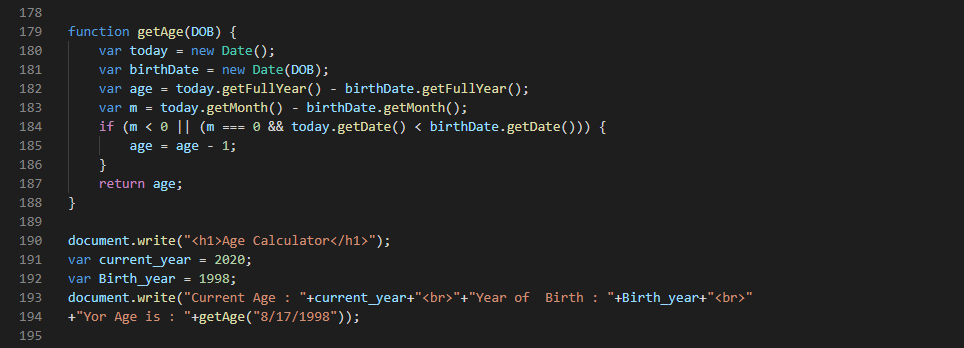 178
179 function getAge(DOB) {
180 var today = new Date();
181 var birthDate = new Date(DOB);
182 var age = today.getFullYear() - birthDate.getFullYear();
183 var m = today.getMonth() - birthDate.getMonth();
184 if (m < 0 || (m === 0 && today.getDate() < birthDate.getDate())) {
185 age = age - 1;
186 }
187 return age;
188 }
189
190 document.write("<h1>Age Calculator</h1>");
191 var current_year = 2020;
192 var Birth_year = 1998;
193 document.write("Current Age : "+current_year+"<br>"+"Year of  Birth : "+Birth_year+"<br>"
194 +"Yor Age is : "+getAge("8/17/1998"));
195